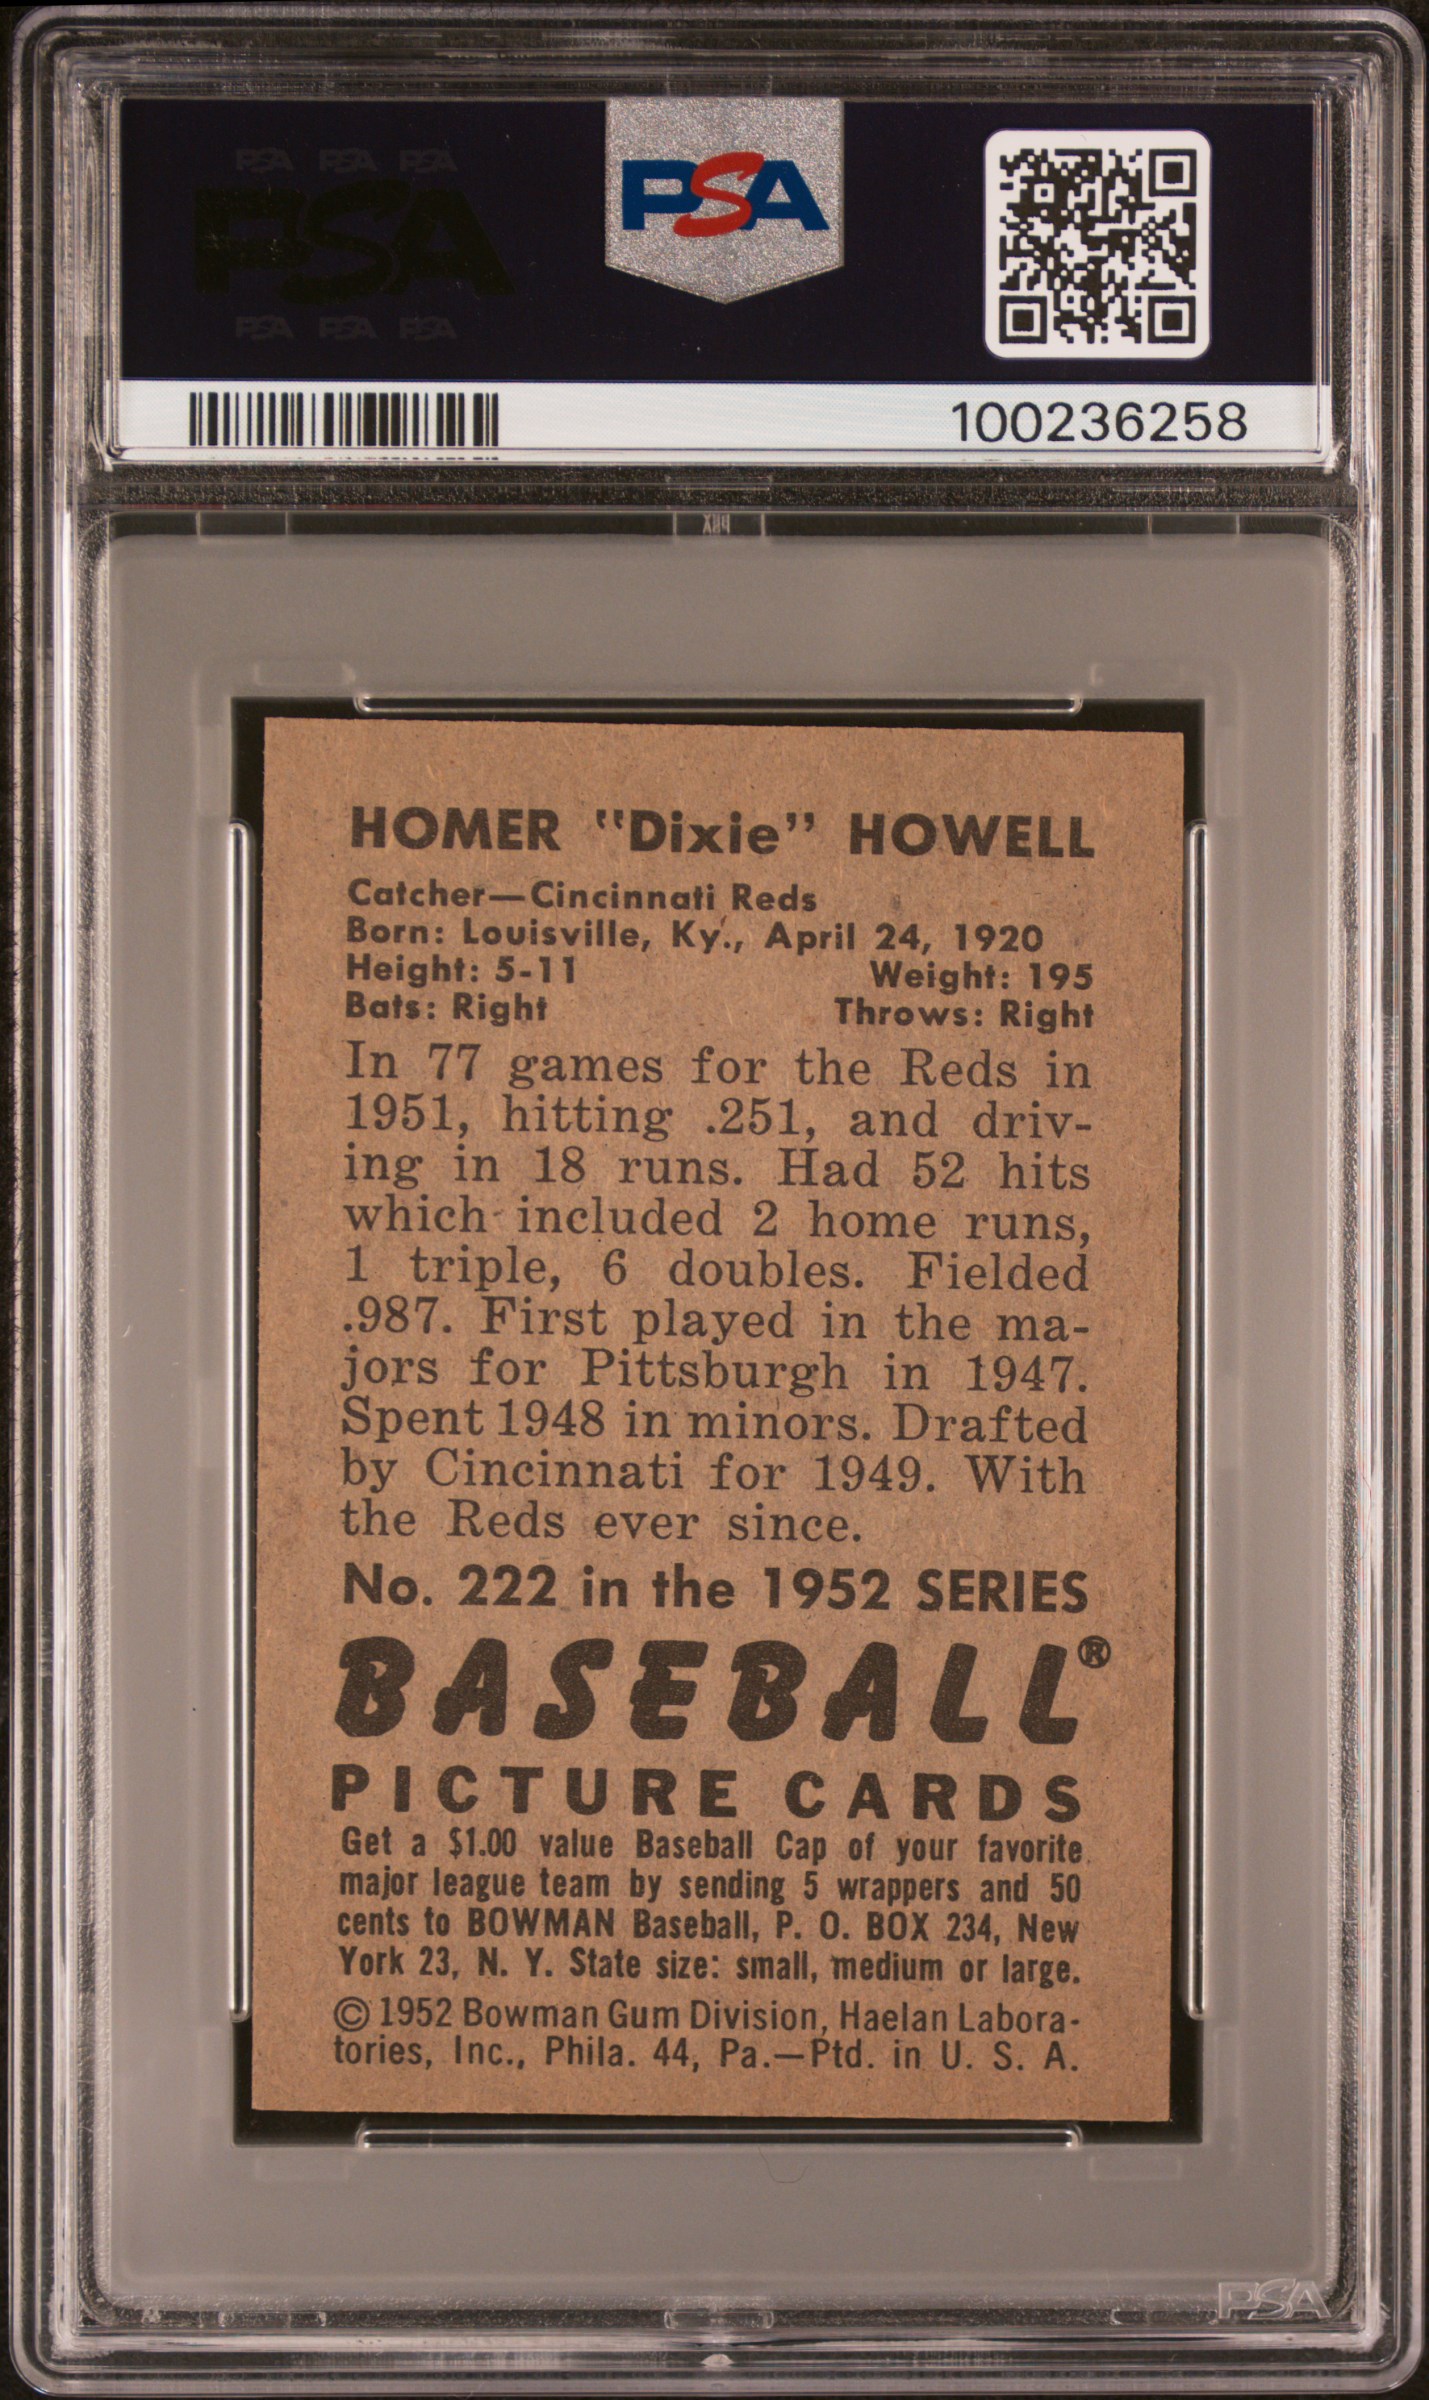 PSA PSA PSA
PSA
PSA PSA PSA
PSA
100236258
HOMER "Dixie" HOWELL
Catcher—Cincinnati Reds
Born: Louisville, Ky., April 24, 1920
Height: 5-11 Weight: 195
Bats: Right Throws: Right
In 77 games for the Reds in
1951, hitting .251, and driv-
ing in 18 runs. Had 52 hits
which included 2 home runs,
1 triple, 6 doubles. Fielded
.987. First played in the ma-
jors for Pittsburgh in 1947.
Spent 1948 in minors. Drafted
by Cincinnati for 1949. With
the Reds ever since.
No. 222 in the 1952 SERIES
BASEBALL®
PICTURE CARDS
Get a $1.00 value Baseball Cap of your favorite
major league team by sending 5 wrappers and 50
cents to BOWMAN Baseball, P. O. BOX 234, New
York 23, N. Y. State size: small, medium or large.
© 1952 Bowman Gum Division, Haelan Labora-
tories, Inc., Phila. 44, Pa.—Ptd. in U. S. A.
PSA